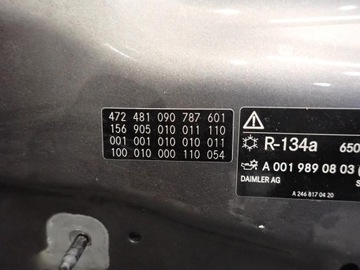 472 481 090 787 601
156 905 010 011 110
001 001 010 010 011
100 010 000 110 054
R-134a 650
A 001 989 08 03 (
DAIMLER AG S
A 246 817 04 20